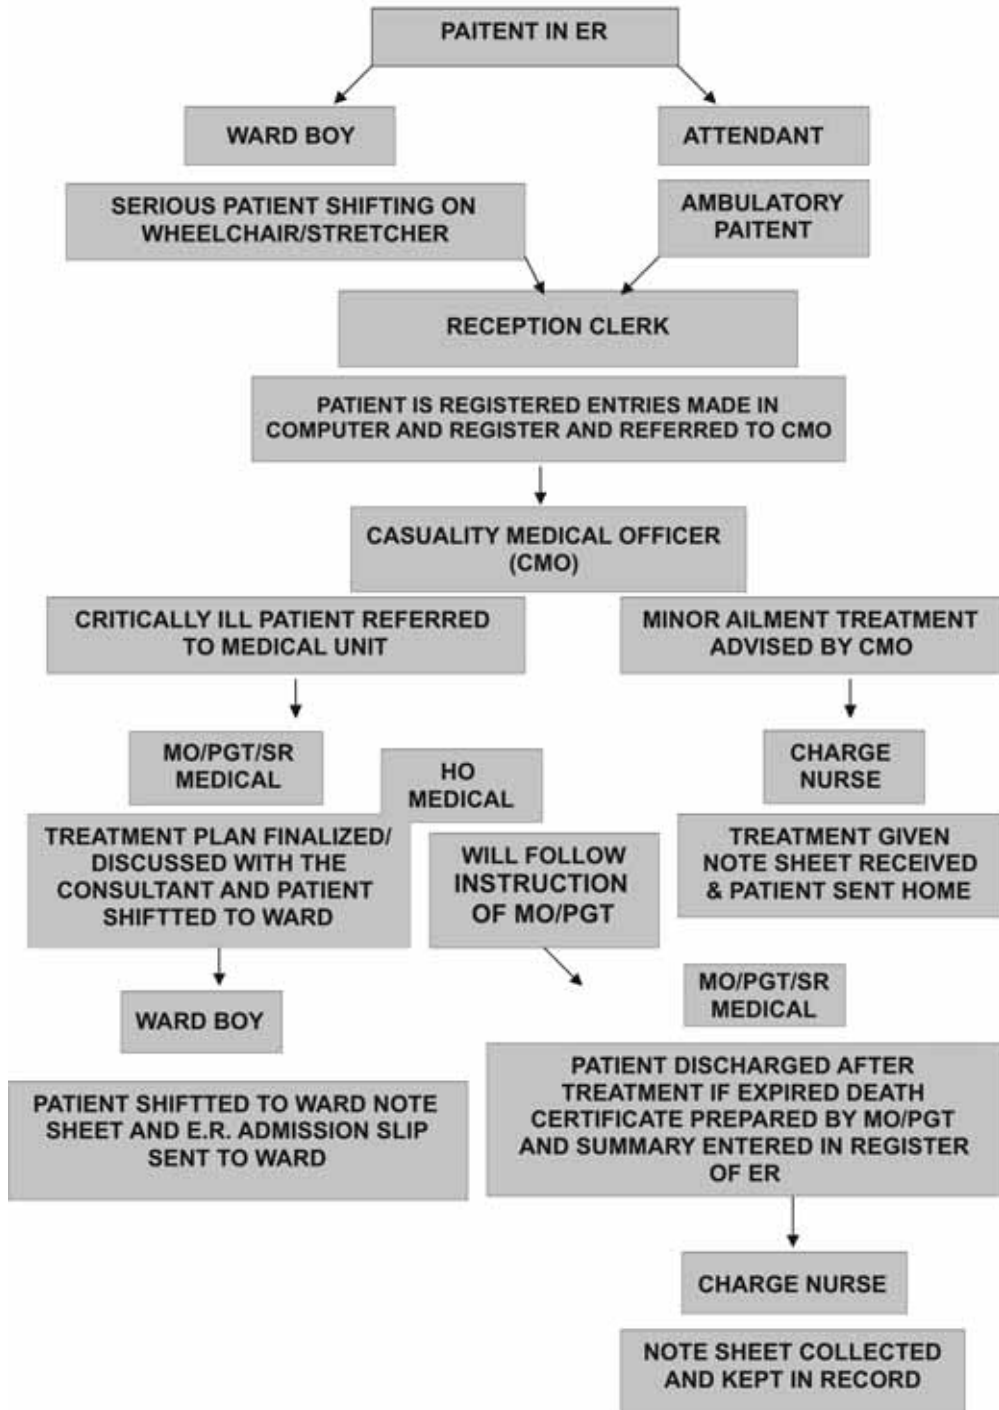 PAITENT IN ER
WARD BOY
ATTENDANT
SERIOUS PATIENT SHIFTING ON
WHEELCHAIR/STRETCHER
AMBULATORY
PAITENT
RECEPTION CLERK
PATIENT IS REGISTERED ENTRIES MADE IN
COMPUTER AND REGISTER AND REFERRED TO CMO
CASUALITY MEDICAL OFFICER
(CMO)
CRITICALLY ILL PATIENT REFERRED
TO MEDICAL UNIT
MINOR AILMENT TREATMENT
ADVISED BY CMO
MO/PGT/SR
MEDICAL
HO
MEDICAL
CHARGE
NURSE
TREATMENT PLAN FINALIZED/
DISCUSSED WITH THE
CONSULTANT AND PATIENT
SHIFTTED TO WARD
WILL FOLLOW
INSTRUCTION
OF MO/PGT
TREATMENT GIVEN
NOTE SHEET RECEIVED
& PATIENT SENT HOME
WARD BOY
MO/PGT/SR
MEDICAL
PATIENT SHIFTTED TO WARD NOTE
SHEET AND E.R. ADMISSION SLIP
SENT TO WARD
PATIENT DISCHARGED AFTER
TREATMENT IF EXPIRED DEATH
CERTIFICATE PREPARED BY MO/PGT
AND SUMMARY ENTERED IN REGISTER
OF ER
CHARGE NURSE
NOTE SHEET COLLECTED
AND KEPT IN RECORD